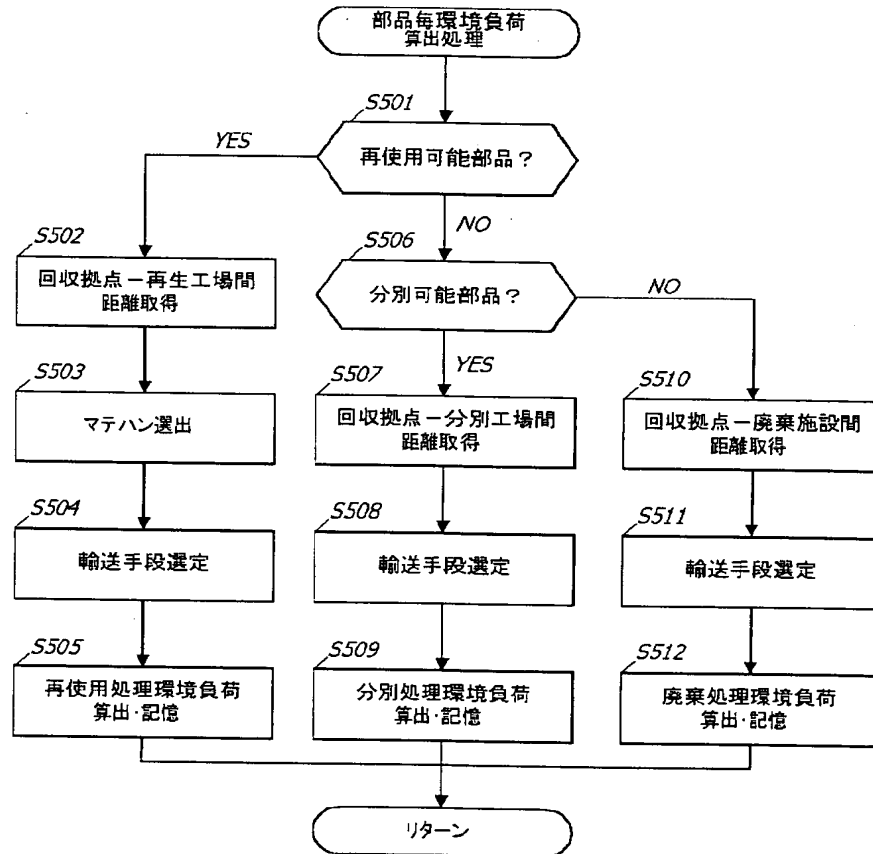 部品毎環境負荷
算出処理
S501
YES
再使用可能部品？
NO
S502
回収拠点－再生工場間
距離取得
S506
分別可能部品？
NO
YES
S503
マテハン選出
S507
回収拠点－分別工場間
距離取得
S510
回収拠点－廃棄施設間
距離取得
S504
輸送手段選定
S508
輸送手段選定
S511
輸送手段選定
S505
再使用処理環境負荷
算出・記憶
S509
分別処理環境負荷
算出・記憶
S512
廃棄処理環境負荷
算出・記憶
リターン